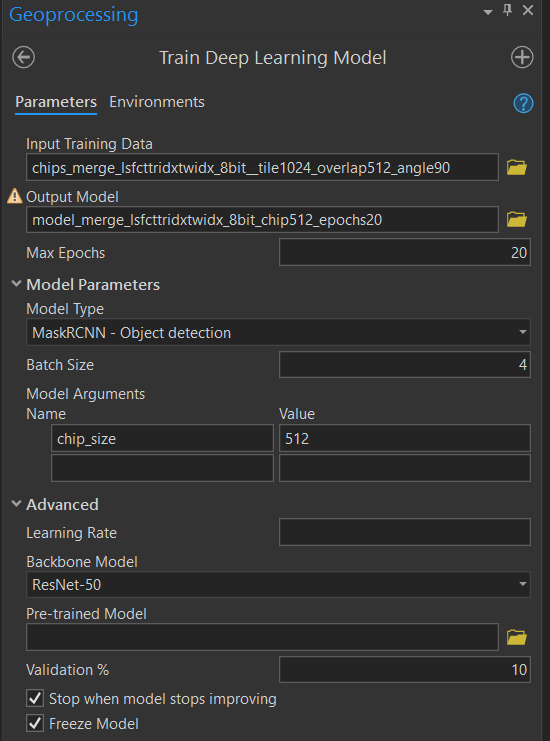 Geoprocessing
Train Deep Learning Model
Parameters Environments
Input Training Data
chips_merge_lsfcttridxtwidx_8bit__tile1024_overlap512_angle90
Output Model
model_merge_lsfcttridxtwidx_8bit_chip512_epochs20
Max Epochs 20
Model Parameters
Model Type
MaskRCNN - Object detection
Batch Size 4
Model Arguments
Name Value
chip_size 512
Advanced
Learning Rate
Backbone Model
ResNet-50
Pre-trained Model
Validation % 10
Stop when model stops improving
Freeze Model